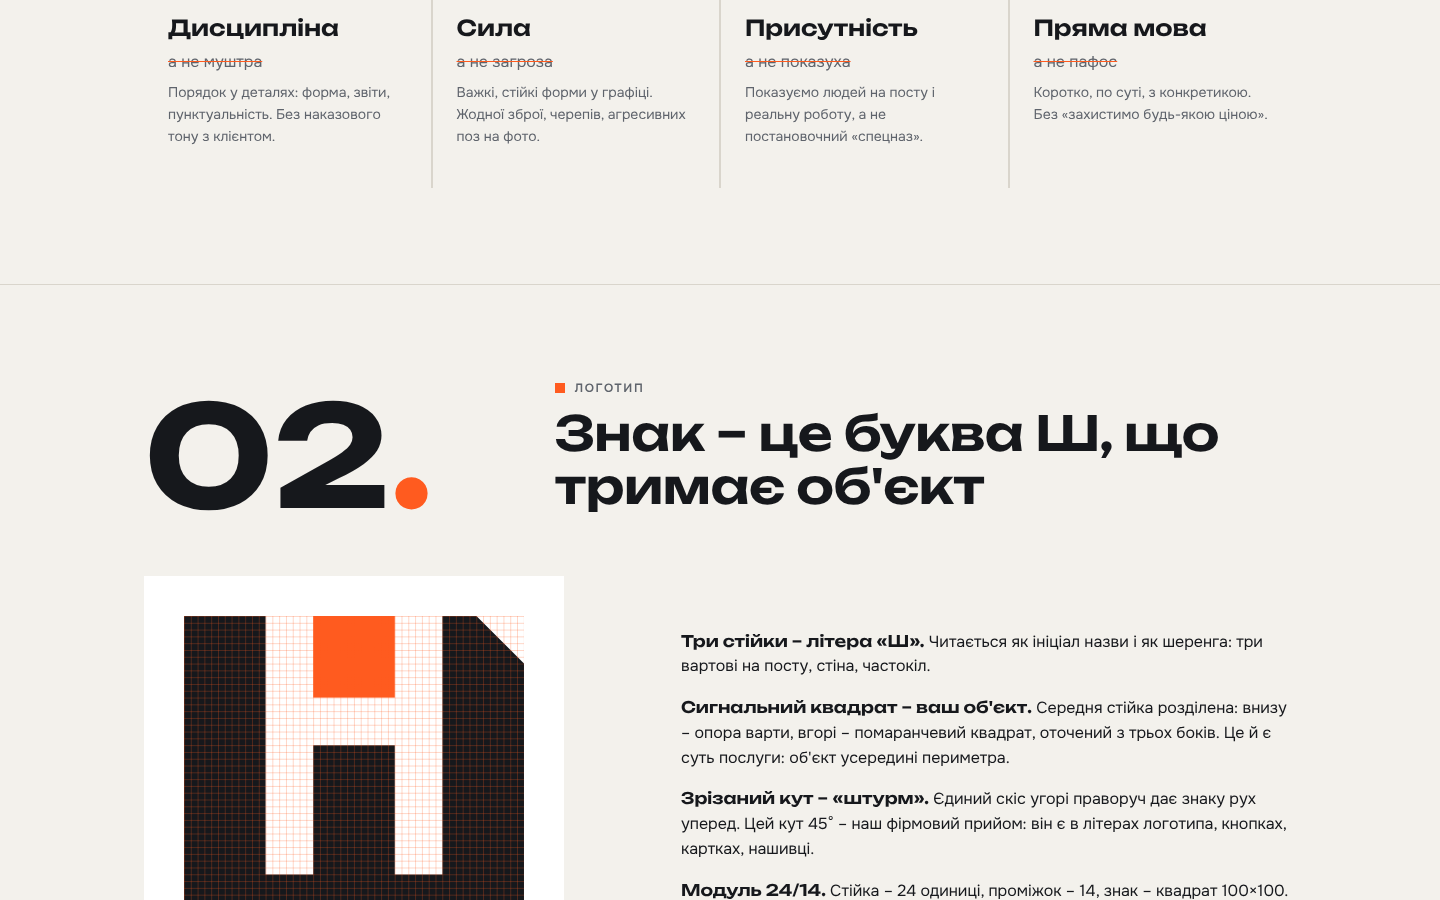 Дисципліна
а не муштра
Порядок у деталях: форма, звіти,
пунктуальність. Без наказового
тону з клієнтом.
Сила
а не загроза
Важкі, стійкі форми у графіці.
Жодної зброї, черепів, агресивних
поз на фото.
Присутність
а не показуха
Показуємо людей на посту і
реальну роботу, а не
постановочний «спецназ».
Пряма мова
а не пафос
Коротко, по суті, з конкретикою.
Без «захистимо будь-якою ціною».
02.
ЛОГОТИП
Знак – це буква Ш, що
тримає об'єкт
Три стійки – літера «Ш». Читається як ініціал назви і як шеренга: три
вартові на посту, стіна, частокіл.
Сигнальний квадрат – ваш об'єкт. Середня стійка розділена: внизу
– опора варти, вгорі – помаранчевий квадрат, оточений з трьох боків. Це й є
суть послуги: об'єкт усередині периметра.
Зрізаний кут – «штурм». Єдиний скіс угорі праворуч дає знаку рух
уперед. Цей кут 45° – наш фірмовий прийом: він є в літерах логотипа, кнопках,
картках, нашивці.
Модуль 24/14. Стійка – 24 одиниці, проміжок – 14, знак – квадрат 100×100.